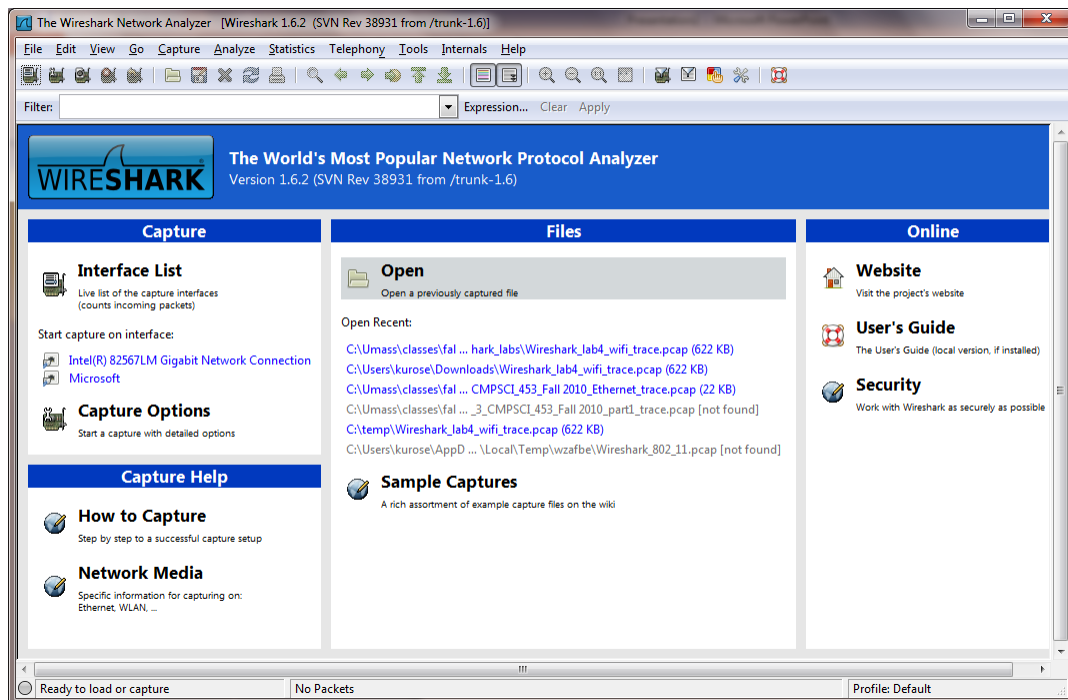 The Wireshark Network Analyzer [Wireshark 1.6.2 (SVN Rev 38931 from /trunk-1.6)]
File Edit View Go Capture Analyze Statistics Telephony Tools Internals Help
Filter: Expression... Clear Apply
WIRESHARK
The World's Most Popular Network Protocol Analyzer
Version 1.6.2 (SVN Rev 38931 from /trunk-1.6)
Capture
Interface List
Live list of the capture interfaces
(counts incoming packets)
Start capture on interface:
Intel(R) 82567LM Gigabit Network Connection
Microsoft
Capture Options
Start a capture with detailed options
Capture Help
How to Capture
Step by step to a successful capture setup
Network Media
Specific information for capturing on:
Ethernet, WLAN, ...
Files
Open
Open a previously captured file
Open Recent:
C:\Umass\classes\fal ... hark_labs\Wireshark_lab4_wifi_trace.pcap (622 KB)
C:\Users\kurose\Downloads\Wireshark_lab4_wifi_trace.pcap (622 KB)
C:\Umass\classes\fal ... CMPSCI_453_Fall 2010_Ethernet_trace.pcap (22 KB)
C:\Umass\classes\fal ... _3_CMPSCI_453_Fall 2010_part1_trace.pcap [not found]
C:\temp\Wireshark_lab4_wifi_trace.pcap (622 KB)
C:\Users\kurose\AppD ... \Local\Temp\wzafbe\Wireshark_802_11.pcap [not found]
Sample Captures
A rich assortment of example capture files on the wiki
Online
Website
Visit the project's website
User's Guide
The User's Guide (local version, if installed)
Security
Work with Wireshark as securely as possible
Ready to load or capture
No Packets
Profile: Default